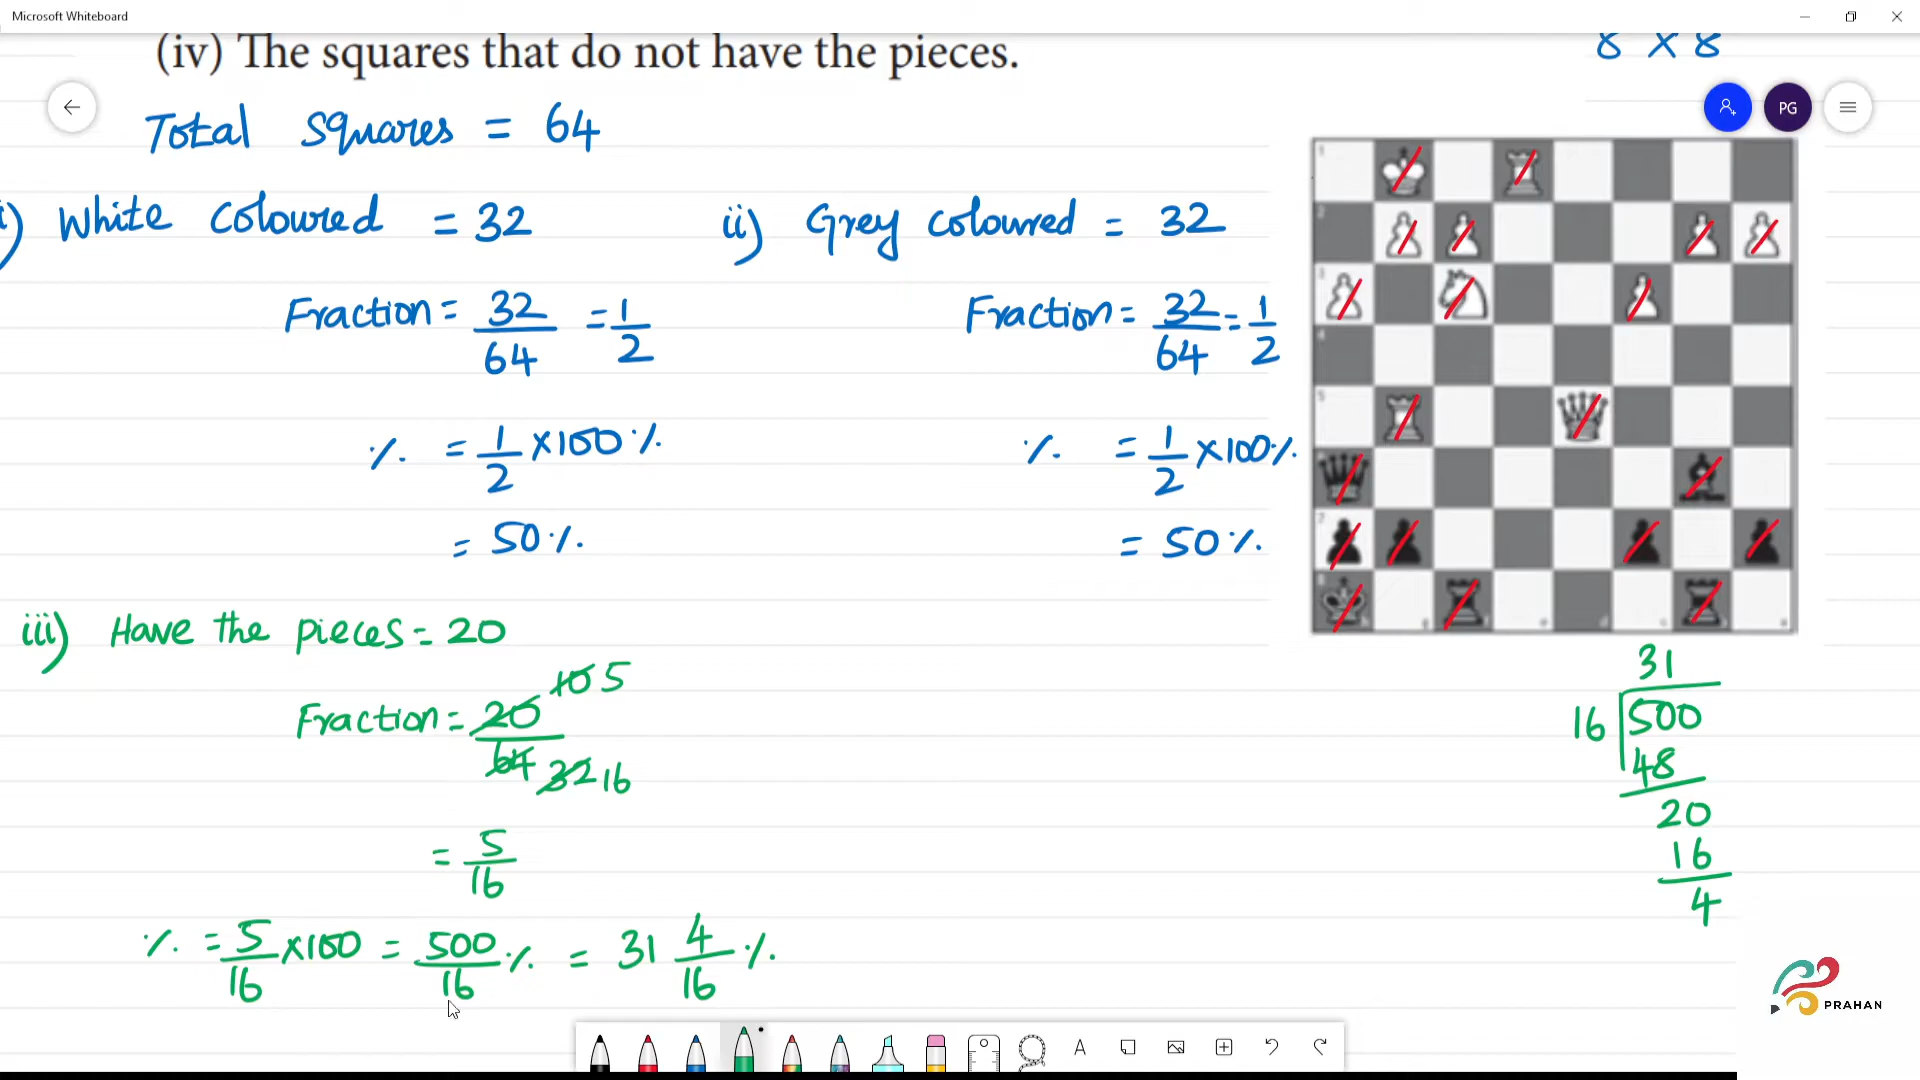 Microsoft Whiteboard
(iv) The squares that do not have the pieces.
8 × 8
PG
Total squares = 64
i) White coloured = 32
Fraction = 32/64 = 1/2
% = 1/2 × 100 %
= 50 %
ii) Grey coloured = 32
Fraction = 32/64 = 1/2
% = 1/2 × 100 %
= 50 %
iii) Have the pieces = 20
Fraction = 20/64 10 5 32 16
= 5/16
% = 5/16 × 100 = 500/16 % = 31 4/16 %
31
16 500
48
20
16
4
A
PRAHAN